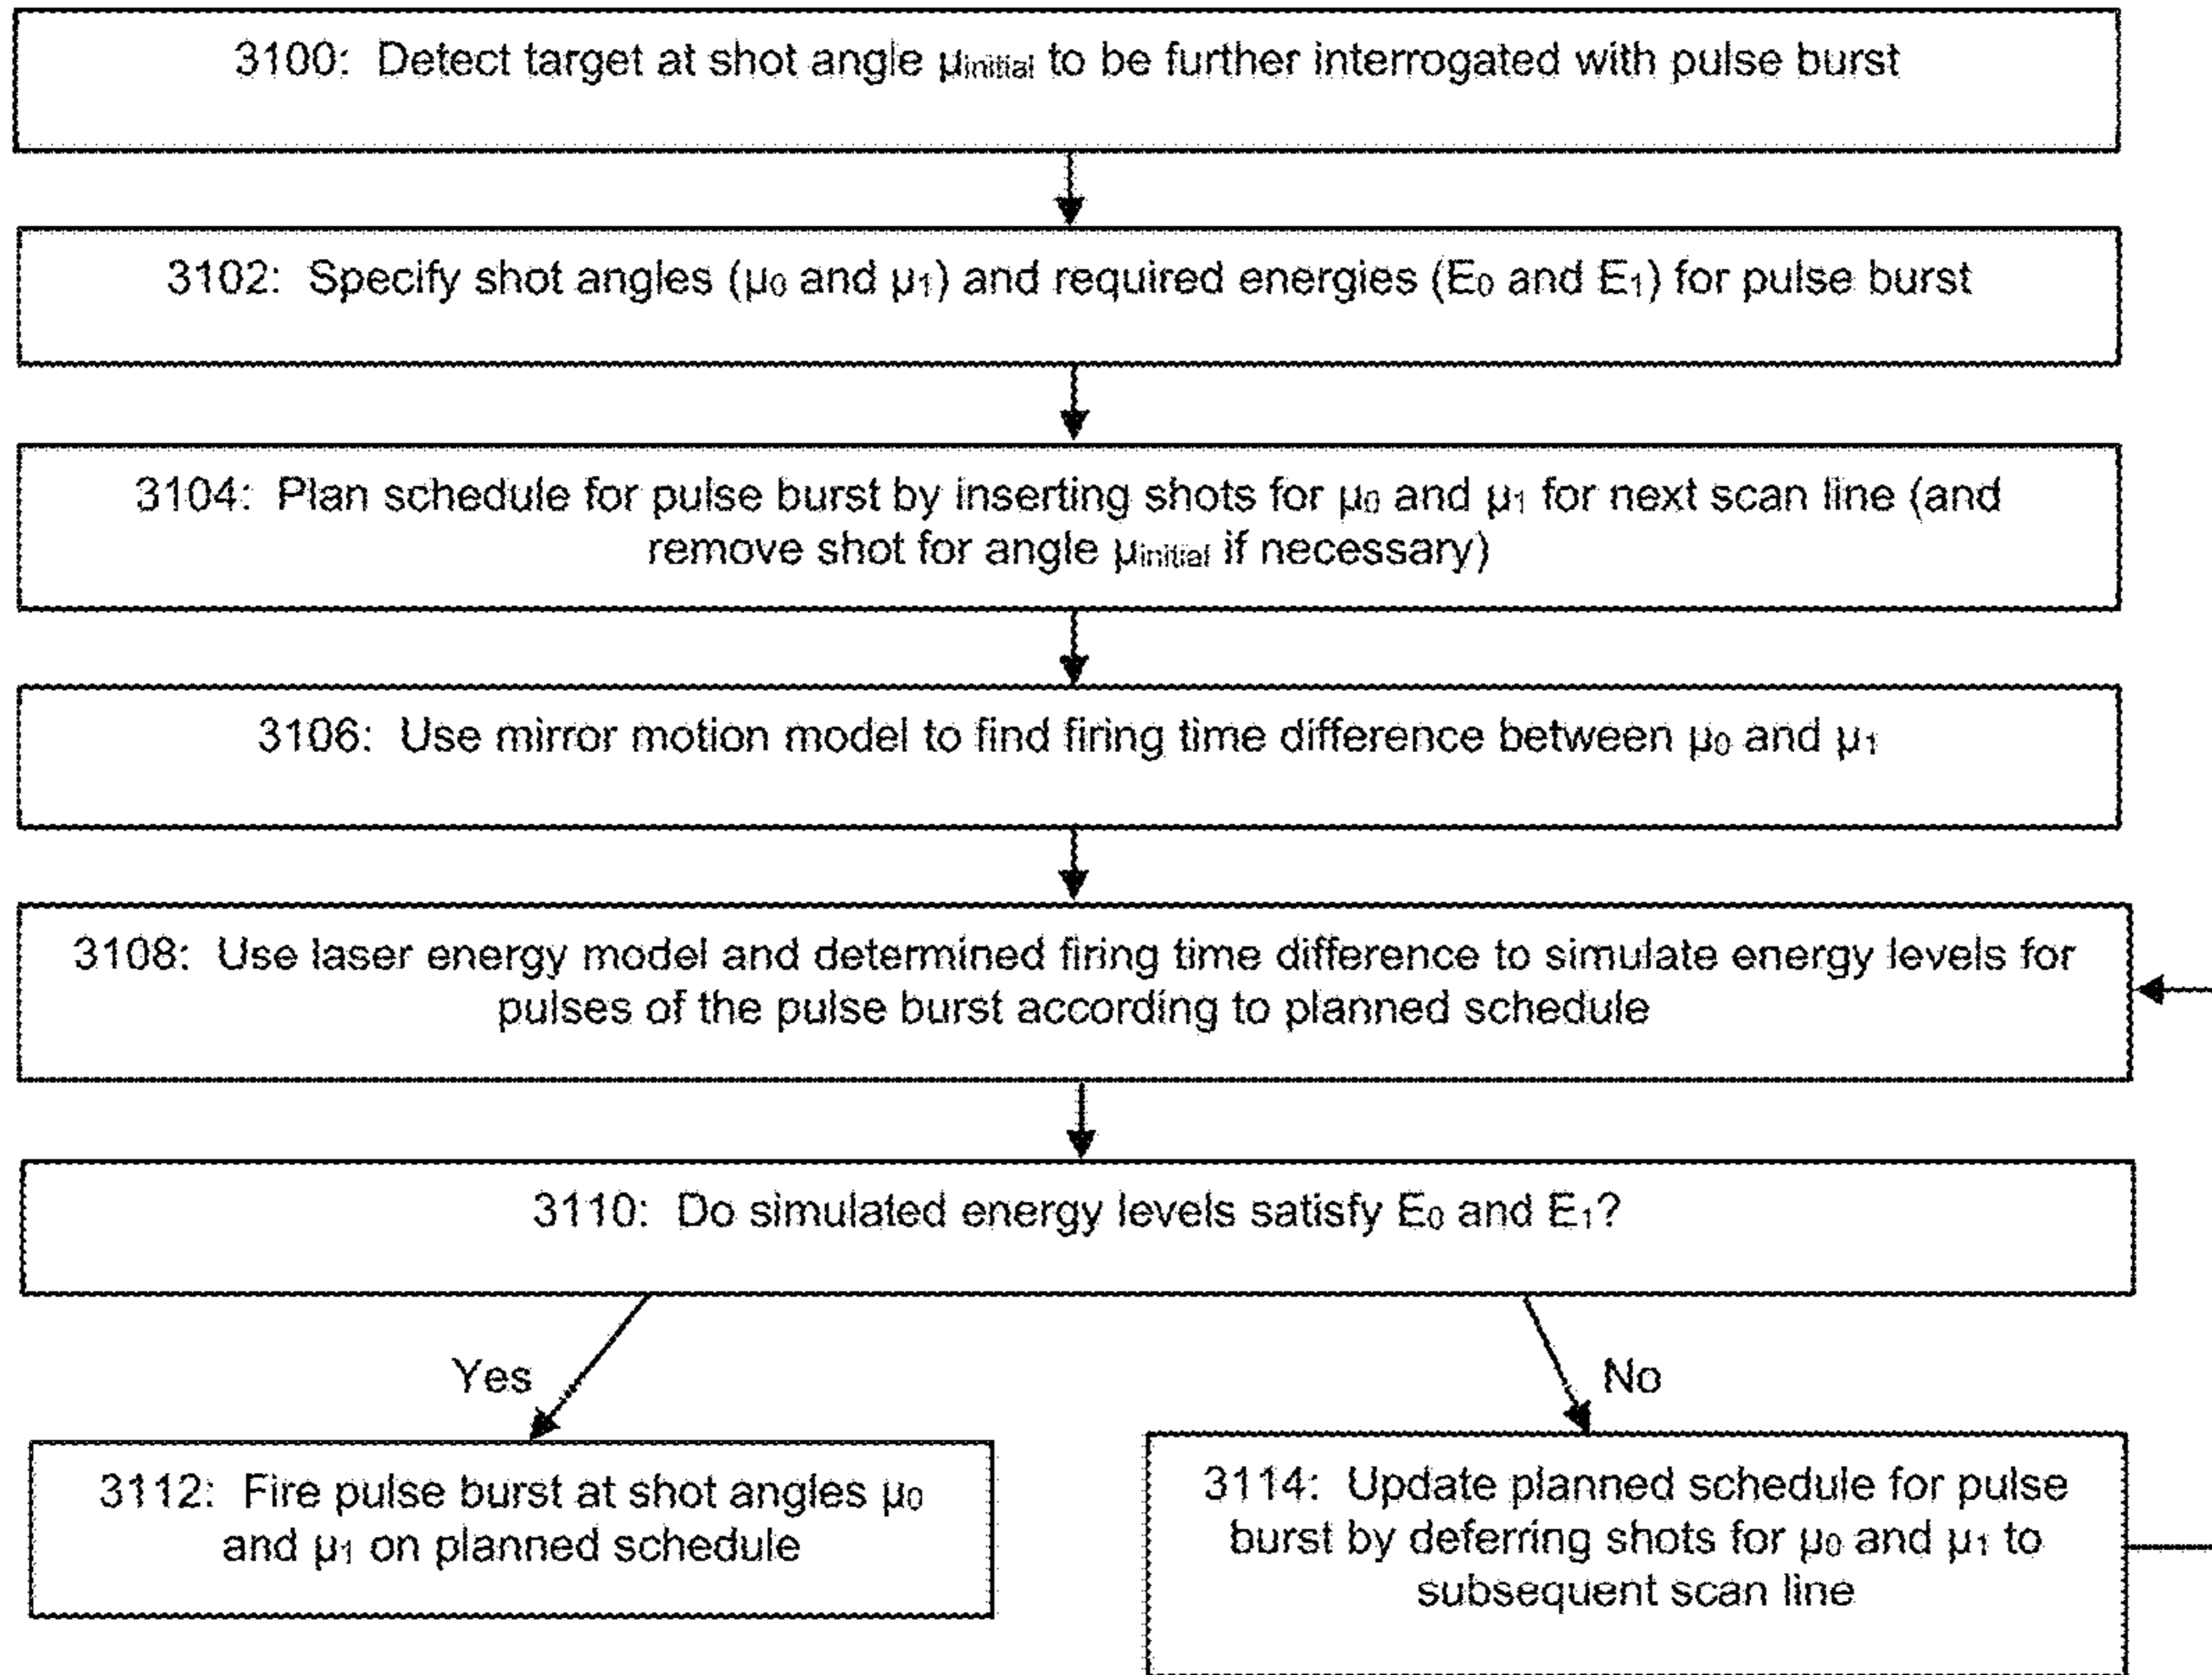 3100: Detect target at shot angle μinitial to be further interrogated with pulse burst
3102: Specify shot angles (μ0 and μ1) and required energies (E0 and E1) for pulse burst
3104: Plan schedule for pulse burst by inserting shots for μ0 and μ1 for next scan line (and
remove shot for angle μinitial if necessary)
3106: Use mirror motion model to find firing time difference between μ0 and μ1
3108: Use laser energy model and determined firing time difference to simulate energy levels for
pulses of the pulse burst according to planned schedule
3110: Do simulated energy levels satisfy E0 and E1?
Yes
No
3112: Fire pulse burst at shot angles μ0
and μ1 on planned schedule
3114: Update planned schedule for pulse
burst by deferring shots for μ0 and μ1 to
subsequent scan line